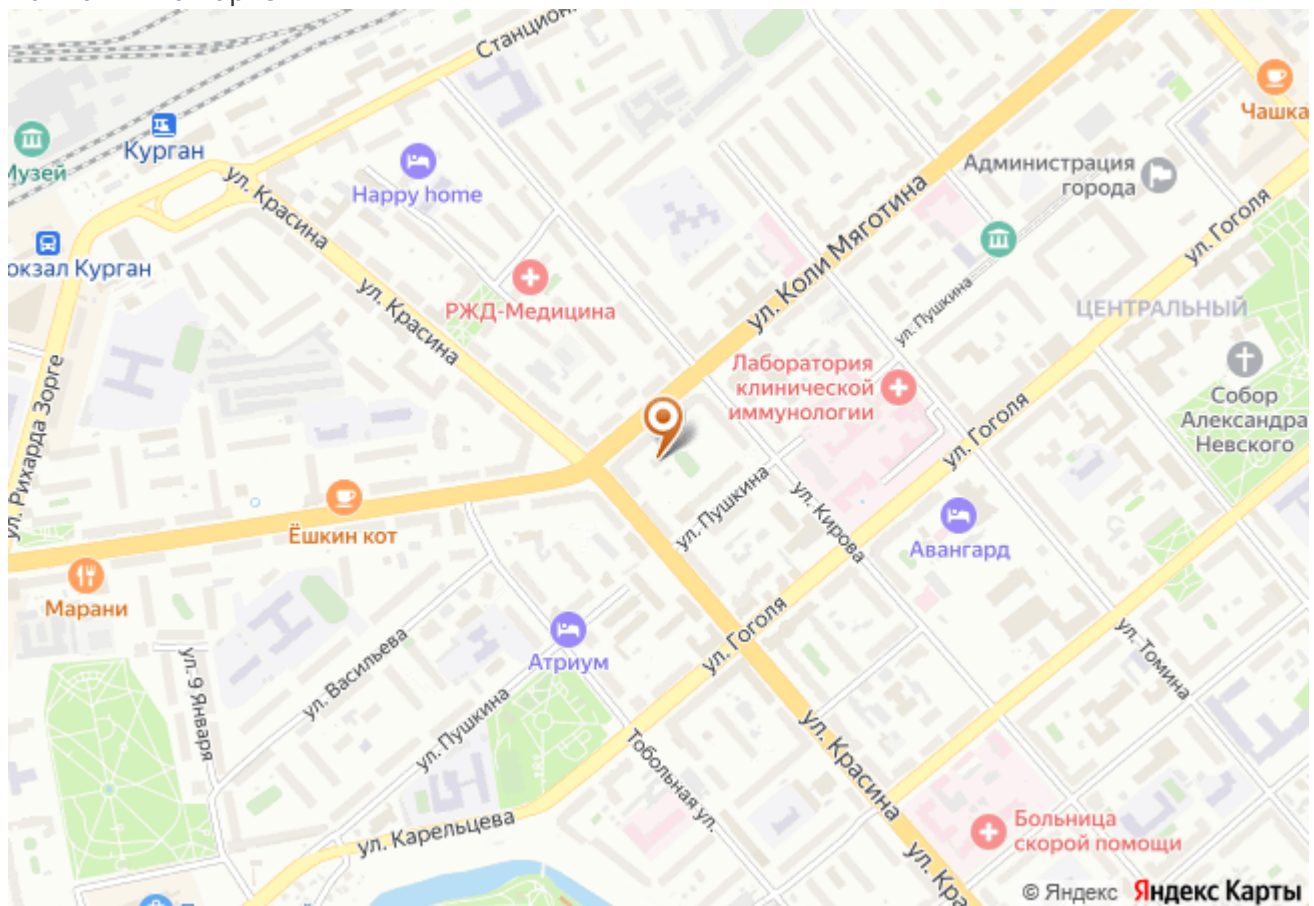 Станцион
Чашка
Музей
Курган
Администрация
города
Happy home
ул. Красина
ул. Коли Мяготина
ул. Гоголя
окзал Курган
ул. Пушкина
РЖД-Медицина
ул. Красина
ЦЕНТРАЛЬНЫЙ
Лаборатория
клинической
иммунологии
Собор
Александра
Невского
ул. Рихарда Зорге
ул. Гоголя
ул. Пушкина
ул. Кирова
Ёшкин кот
Авангард
Марани
ул. Гоголя
ул. Васильева
Атриум
ул. Томина
ул. 9 Января
ул. Пушкина
ул. Красина
Тобольная ул.
ул. Карельцева
Больница
скорой помощи
ул. Кра
© Яндекс Яндекс Карты